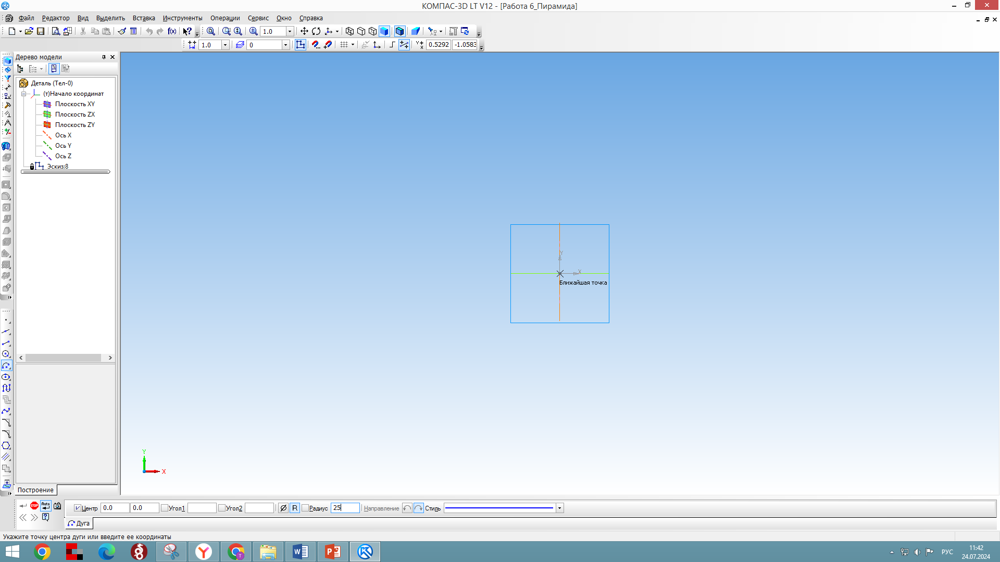 КОМПАС-3D LT V12 - [Работа 6_Пирамида]
Файл Редактор Вид Выделить Вставка Инструменты Операции Сервис Окно Справка
f(x) 1.0
1.0 0 0.5292 -1.058
Дерево модели
Деталь (Тел-0)
(т)Начало координат
Плоскость XY
Плоскость ZX
Плоскость ZY
Ось X
Ось Y
Ось Z
Эскиз:8
Y
X
Ближайшая точка
Y
X
Построение
STOP Auto Центр 0.0 0.0 Угол1 Угол2 R Радиус 25 Направление Стиль
Дуга
Укажите точку центра дуги или введите ее координаты
РУС 11:42
24.07.2024